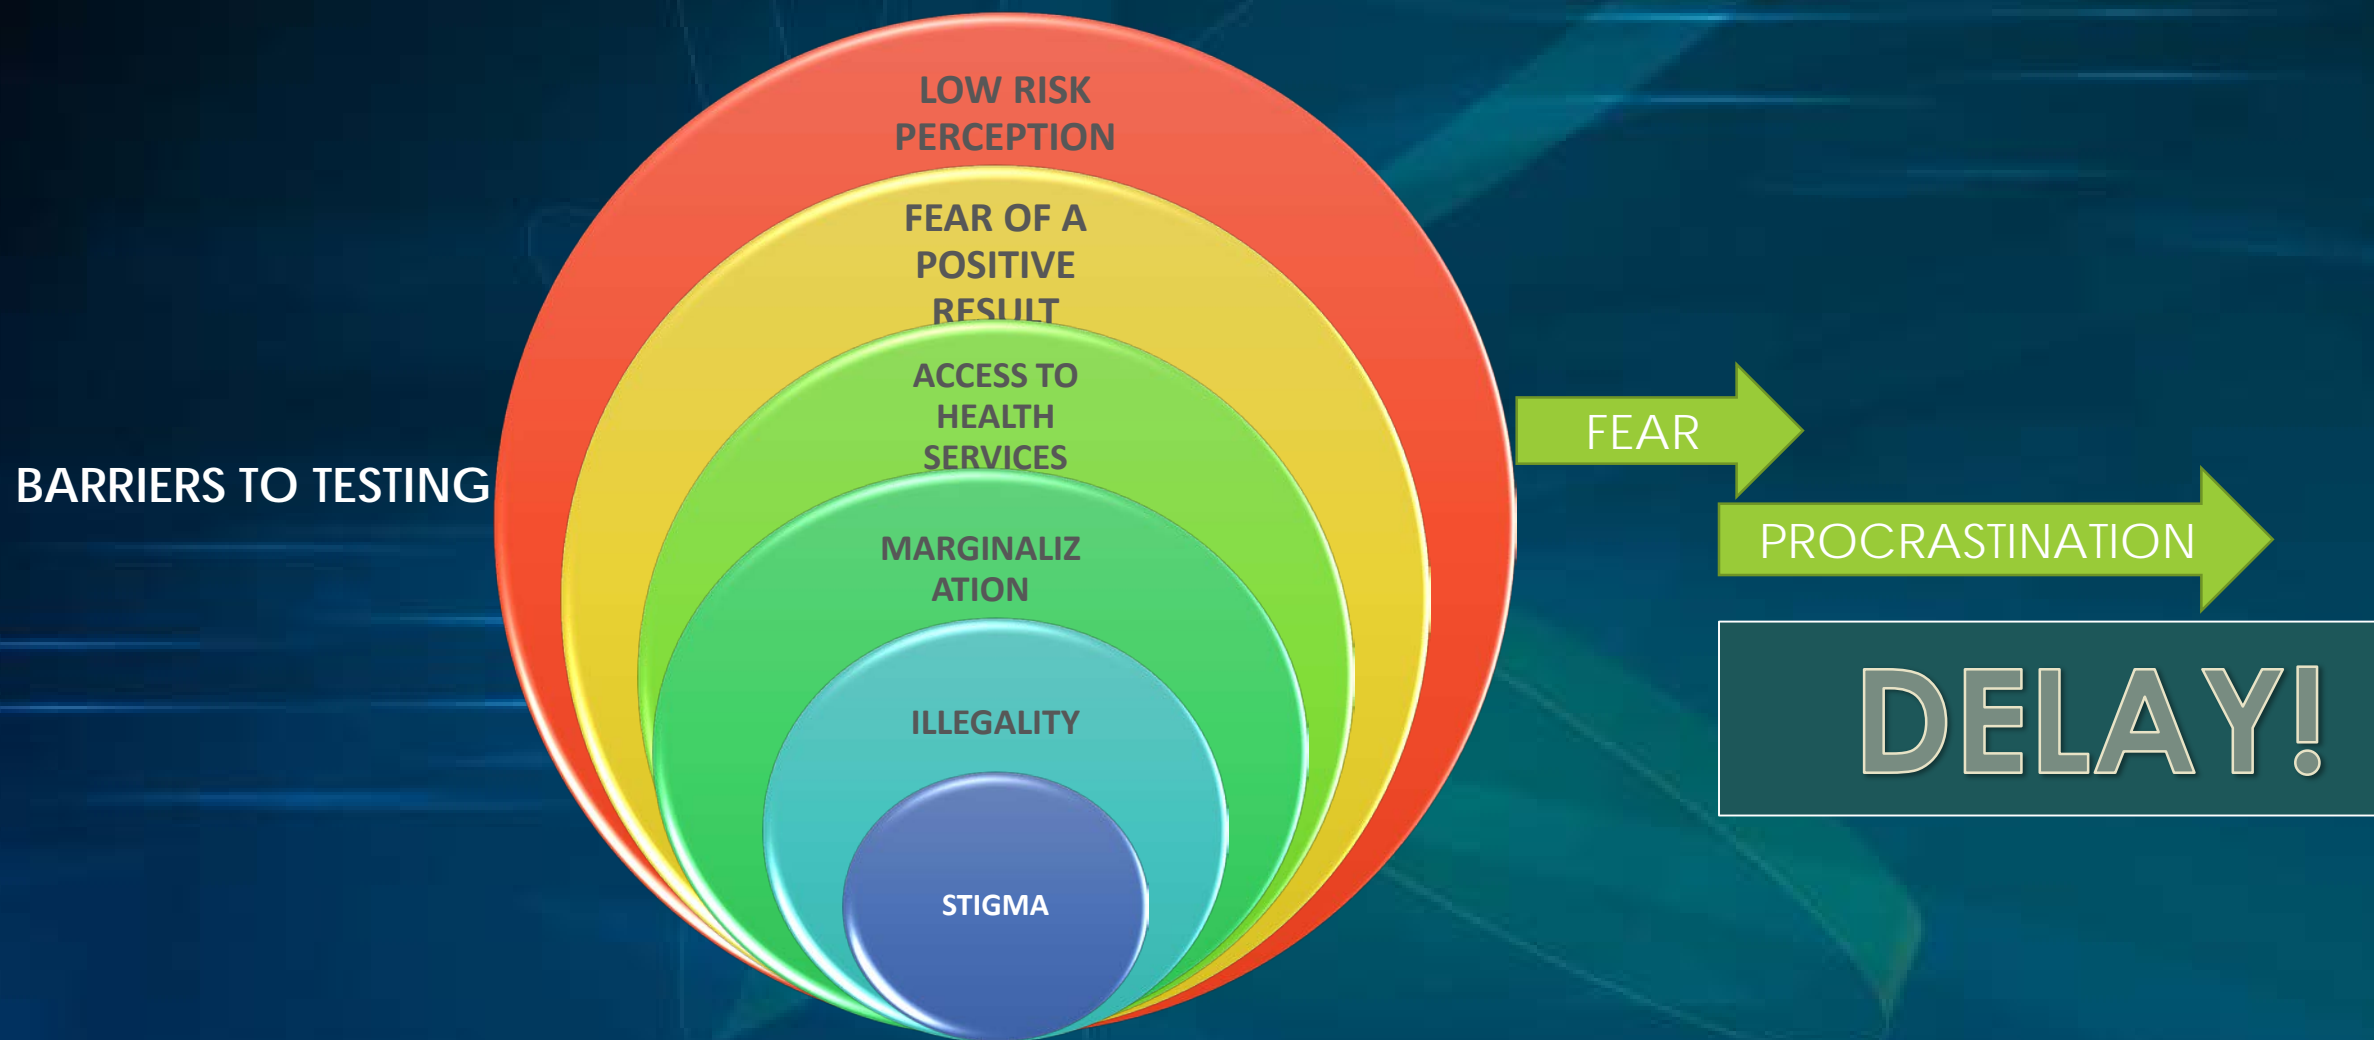 BARRIERS TO TESTING
LOW RISK
PERCEPTION
FEAR OF A
POSITIVE
RESULT
ACCESS TO
HEALTH
SERVICES
MARGINALIZ
ATION
ILLEGALITY
STIGMA
FEAR
PROCRASTINATION
DELAY!